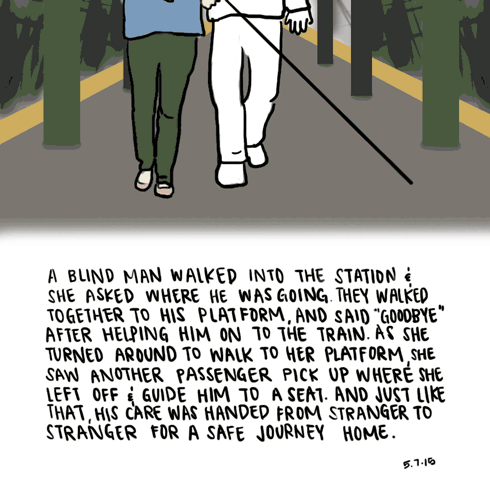 A BLIND MAN WALKED INTO THE STATION &
SHE ASKED WHERE HE WAS GOING. THEY WALKED
TOGETHER TO HIS PLATFORM, AND SAID "GOODBYE"
AFTER HELPING HIM ON TO THE TRAIN. AS SHE
TURNED AROUND TO WALK TO HER PLATFORM, SHE
SAW ANOTHER PASSENGER PICK UP WHERE SHE
LEFT OFF & GUIDE HIM TO A SEAT. AND JUST LIKE
THAT, HIS CARE WAS HANDED FROM STRANGER TO
STRANGER FOR A SAFE JOURNEY HOME.